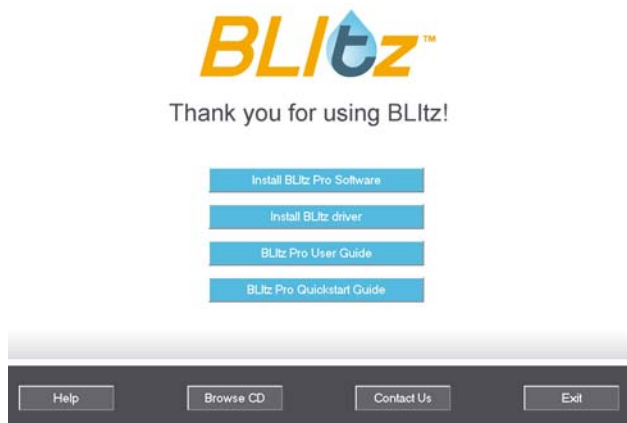 BLItz™
Thank you for using BLItz!
Install BLItz Pro Software
Install BLItz driver
BLItz Pro User Guide
BLItz Pro Quickstart Guide
Help Browse CD Contact Us Exit